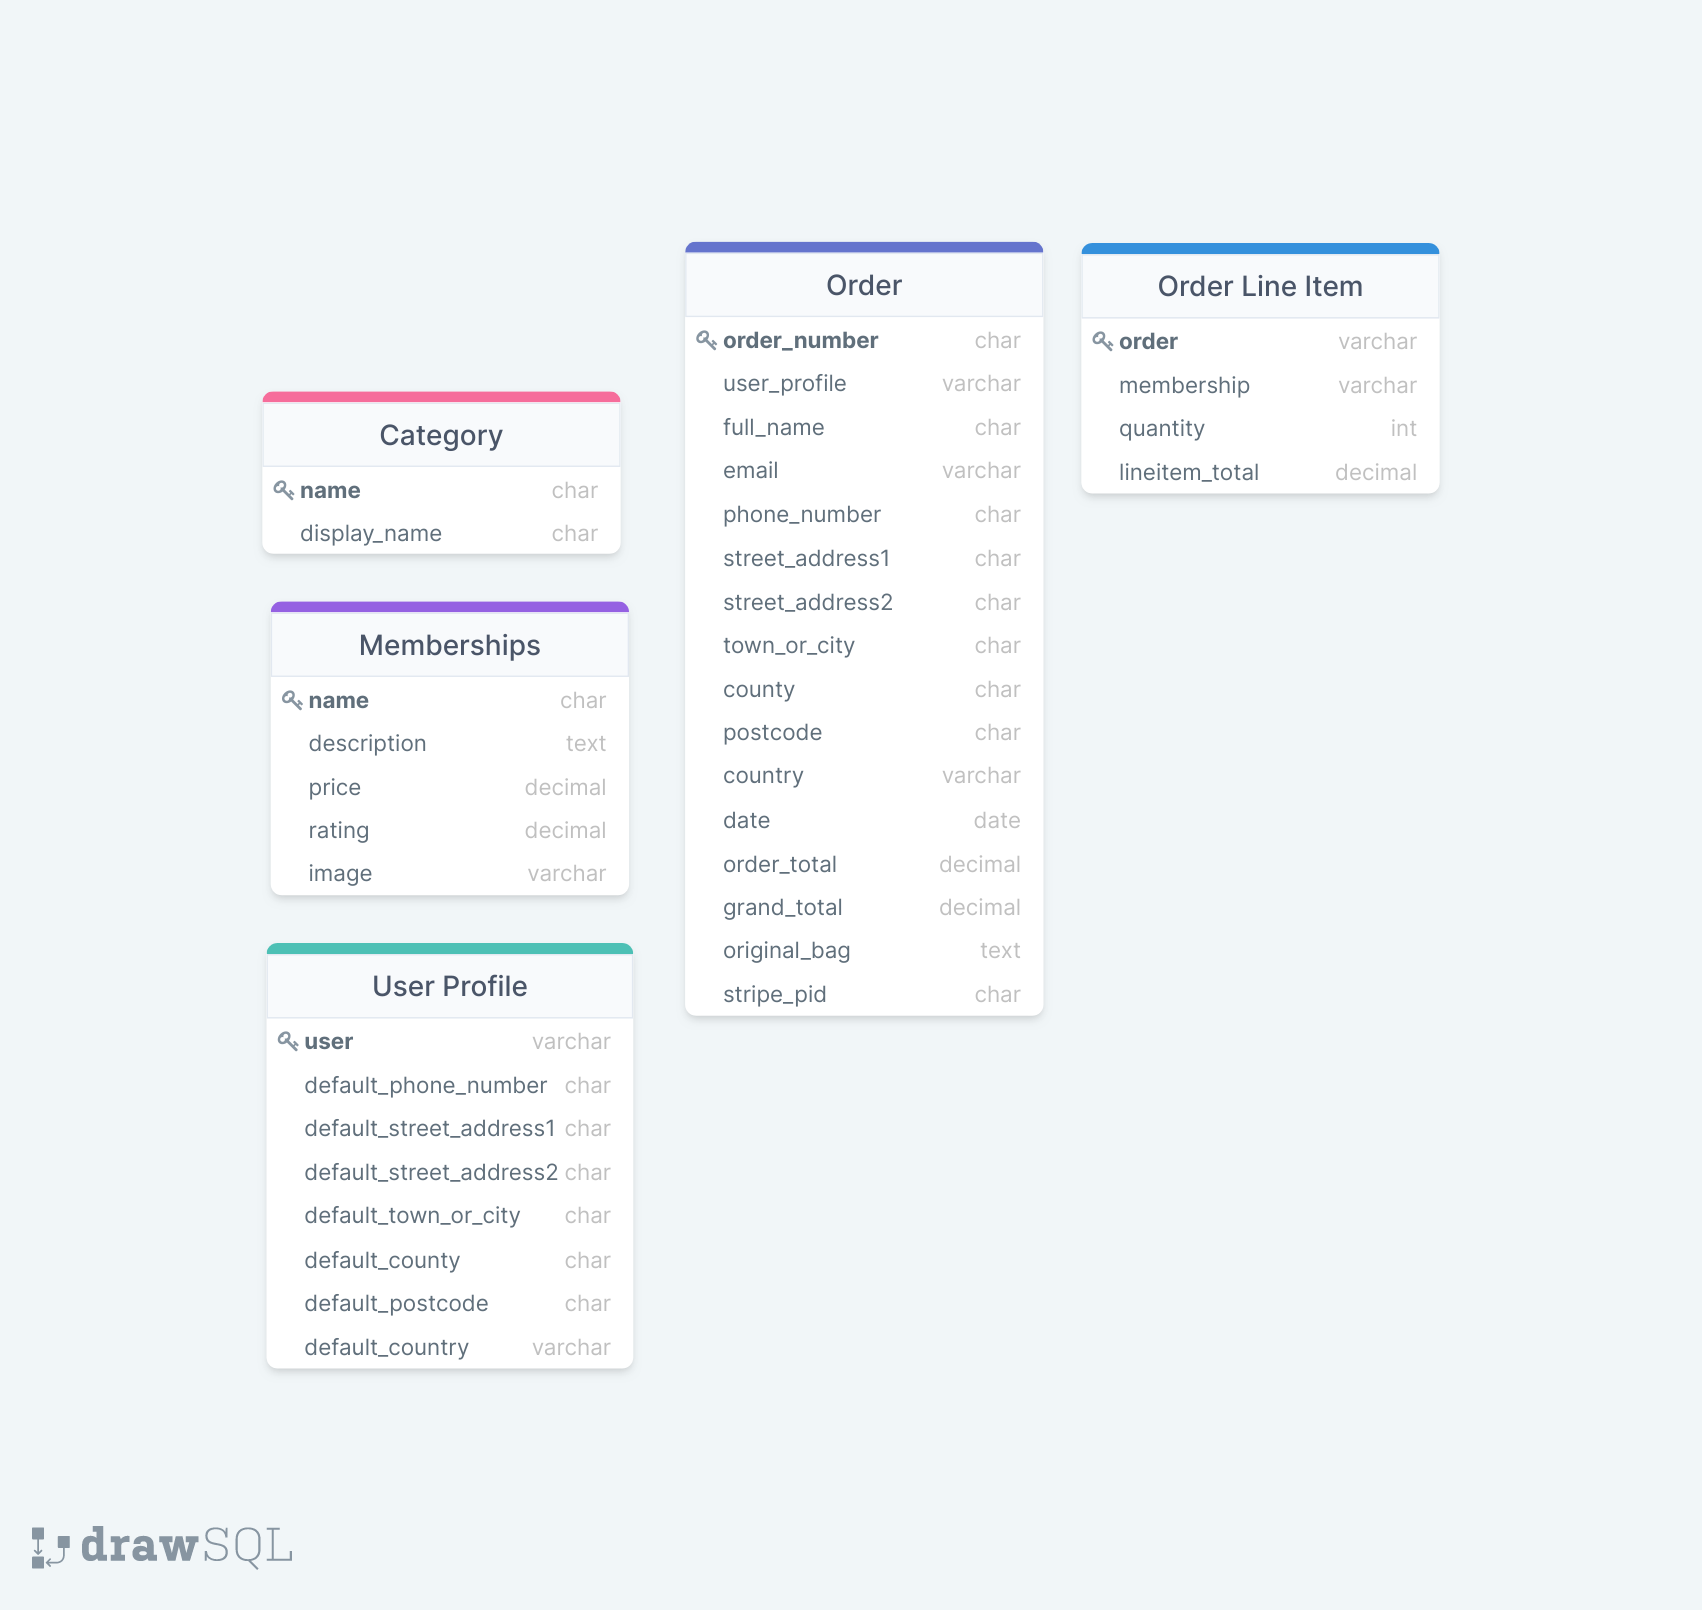 Category
name char
display_name char
Memberships
name char
description text
price decimal
rating decimal
image varchar
User Profile
user varchar
default_phone_number char
default_street_address1 char
default_street_address2 char
default_town_or_city char
default_county char
default_postcode char
default_country varchar
Order
order_number char
user_profile varchar
full_name char
email varchar
phone_number char
street_address1 char
street_address2 char
town_or_city char
county char
postcode char
country varchar
date date
order_total decimal
grand_total decimal
original_bag text
stripe_pid char
Order Line Item
order varchar
membership varchar
quantity int
lineitem_total decimal
drawSQL